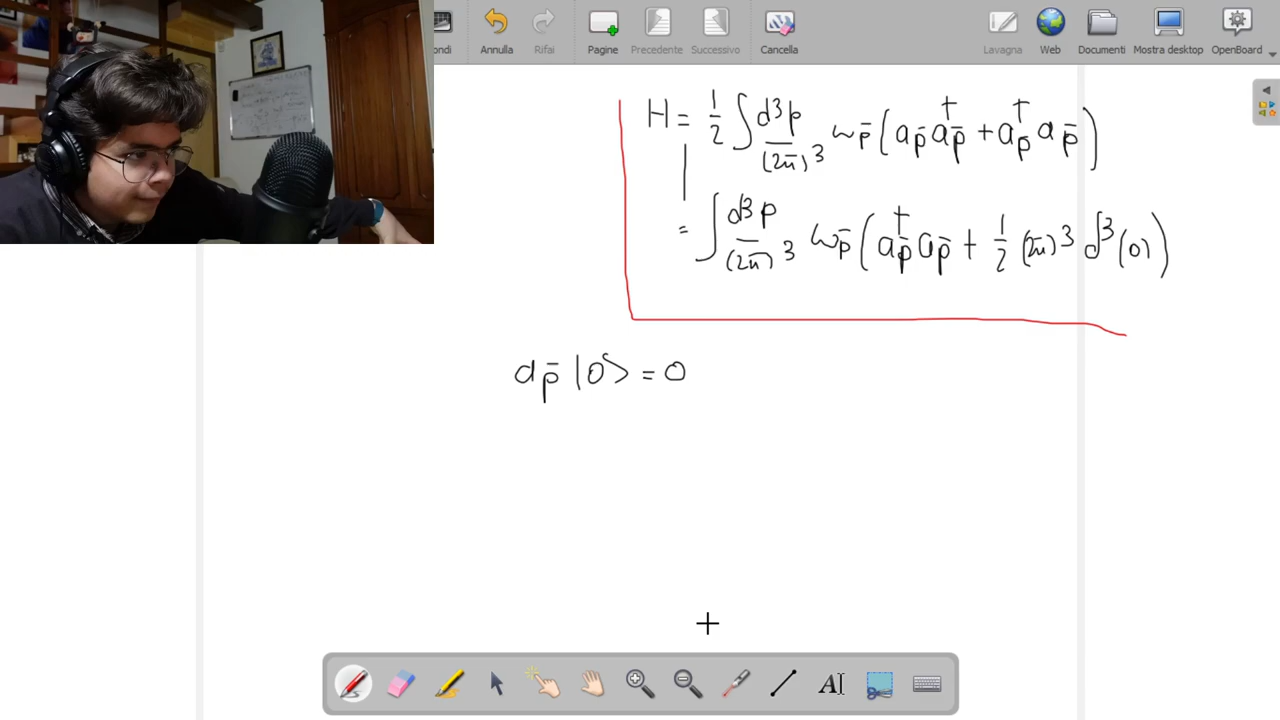 ondi Annulla Rifai Pagine Precedente Successivo Cancella Lavagna Web Documenti Mostra desktop OpenBoard
H = 1/2 ∫ d³p/(2π)³ ω_p̄ (a_p̄ a_p̄† + a_p̄† a_p̄)
= ∫ d³p/(2π)³ ω_p̄ (a_p̄† a_p̄ + 1/2 (2π)³ δ³(0))
a_p̄ |0> = 0
AI